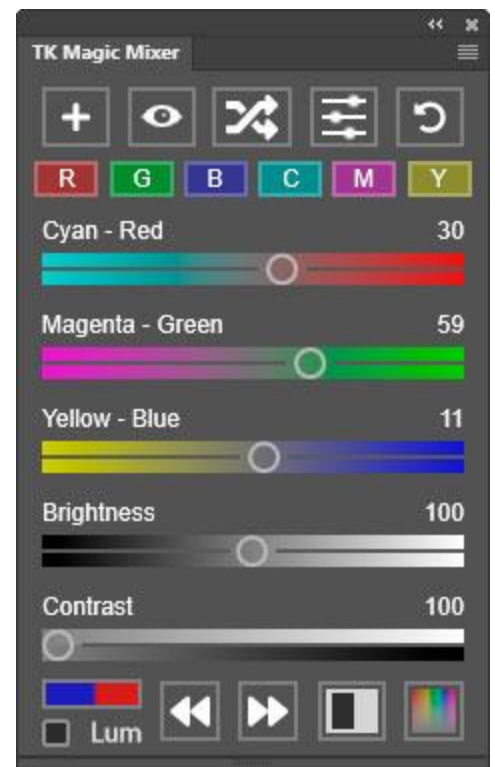 TK Magic Mixer
R G B C M Y
Cyan - Red 30
Magenta - Green 59
Yellow - Blue 11
Brightness 100
Contrast 100
Lum